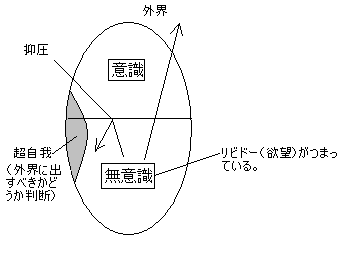 外界
抑圧
意識
超自我
（外界に出
すべきかど
うか判断）
無意識
リビドー（欲望）がつまっ
ている。